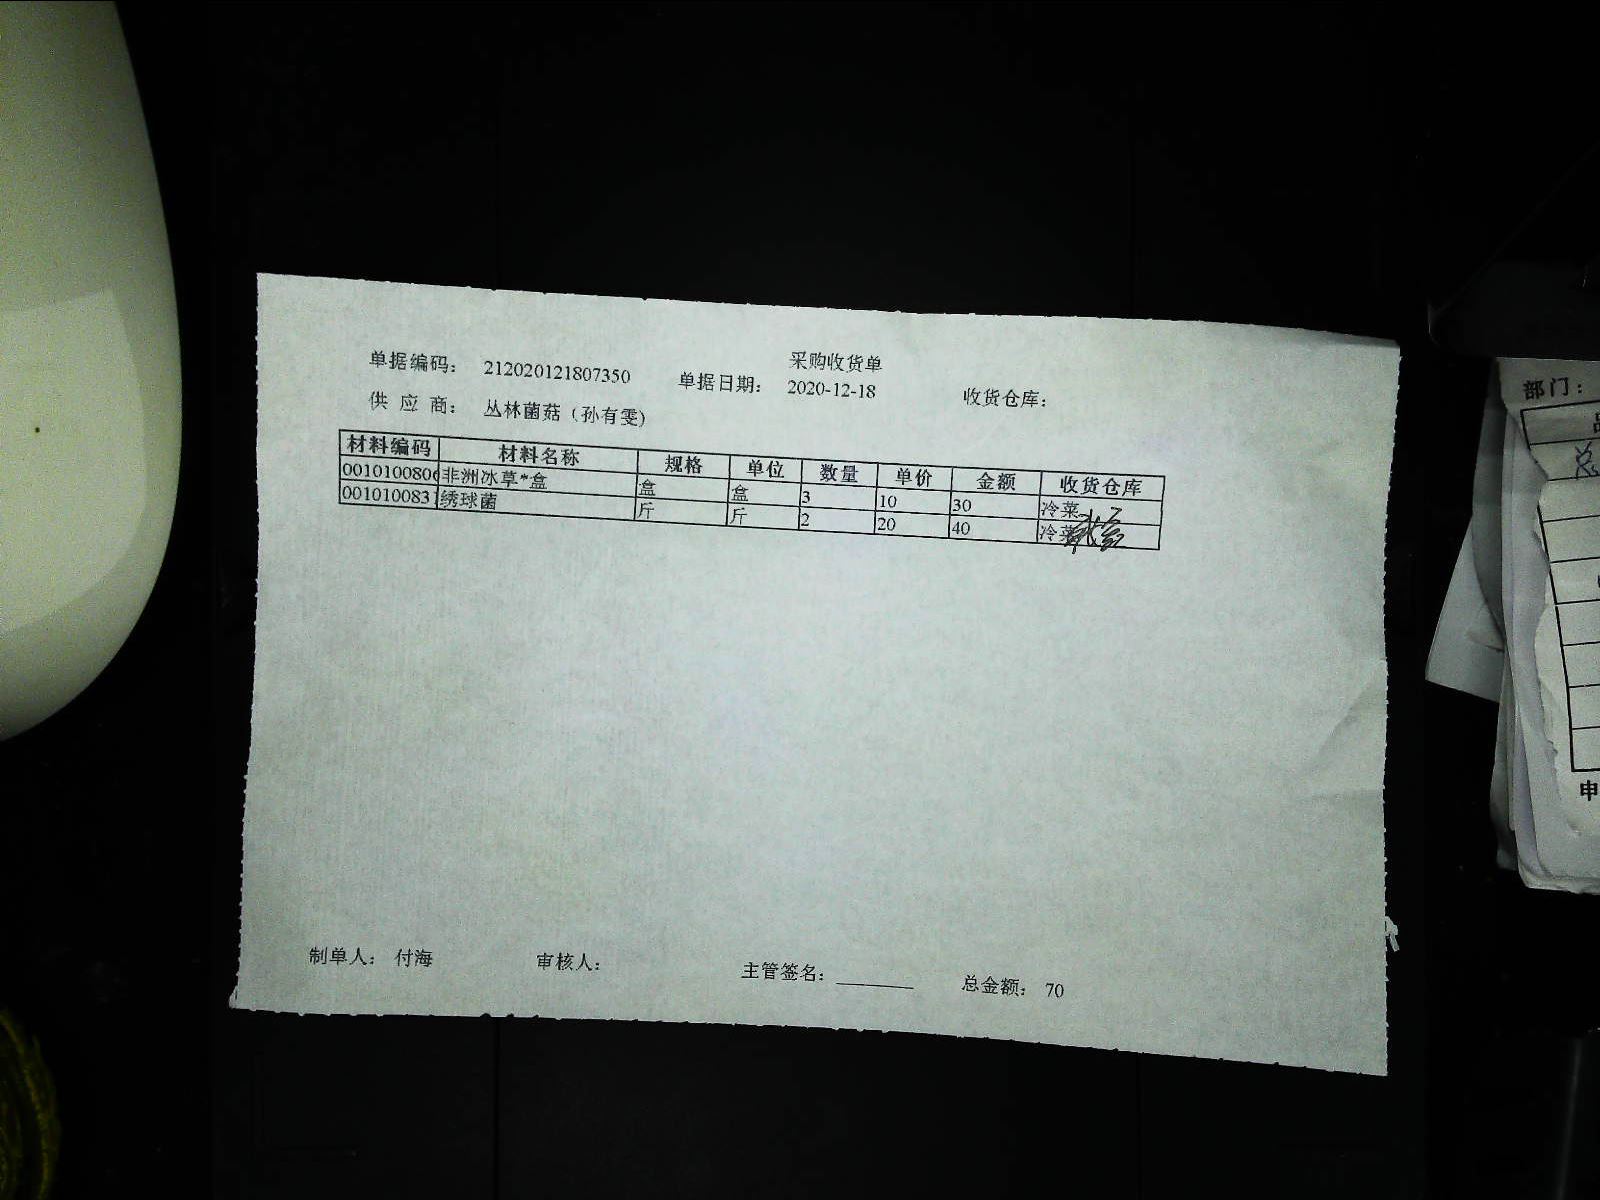 采购收货单
单据编码： 212020121807350 单据日期： 2020-12-18 收货仓库：
供 应 商： 丛林菌菇（孙有雯)
材料编码 材料名称 规格 单位 数量 单价 金额 收货仓库
0010100806 非洲冰草*盒 盒 盒 3 10 30 冷菜
0010100831 绣球菌 斤 斤 2 20 40 冷菜
制单人： 付海 审核人： 主管签名： 总金额： 70
部门：
申